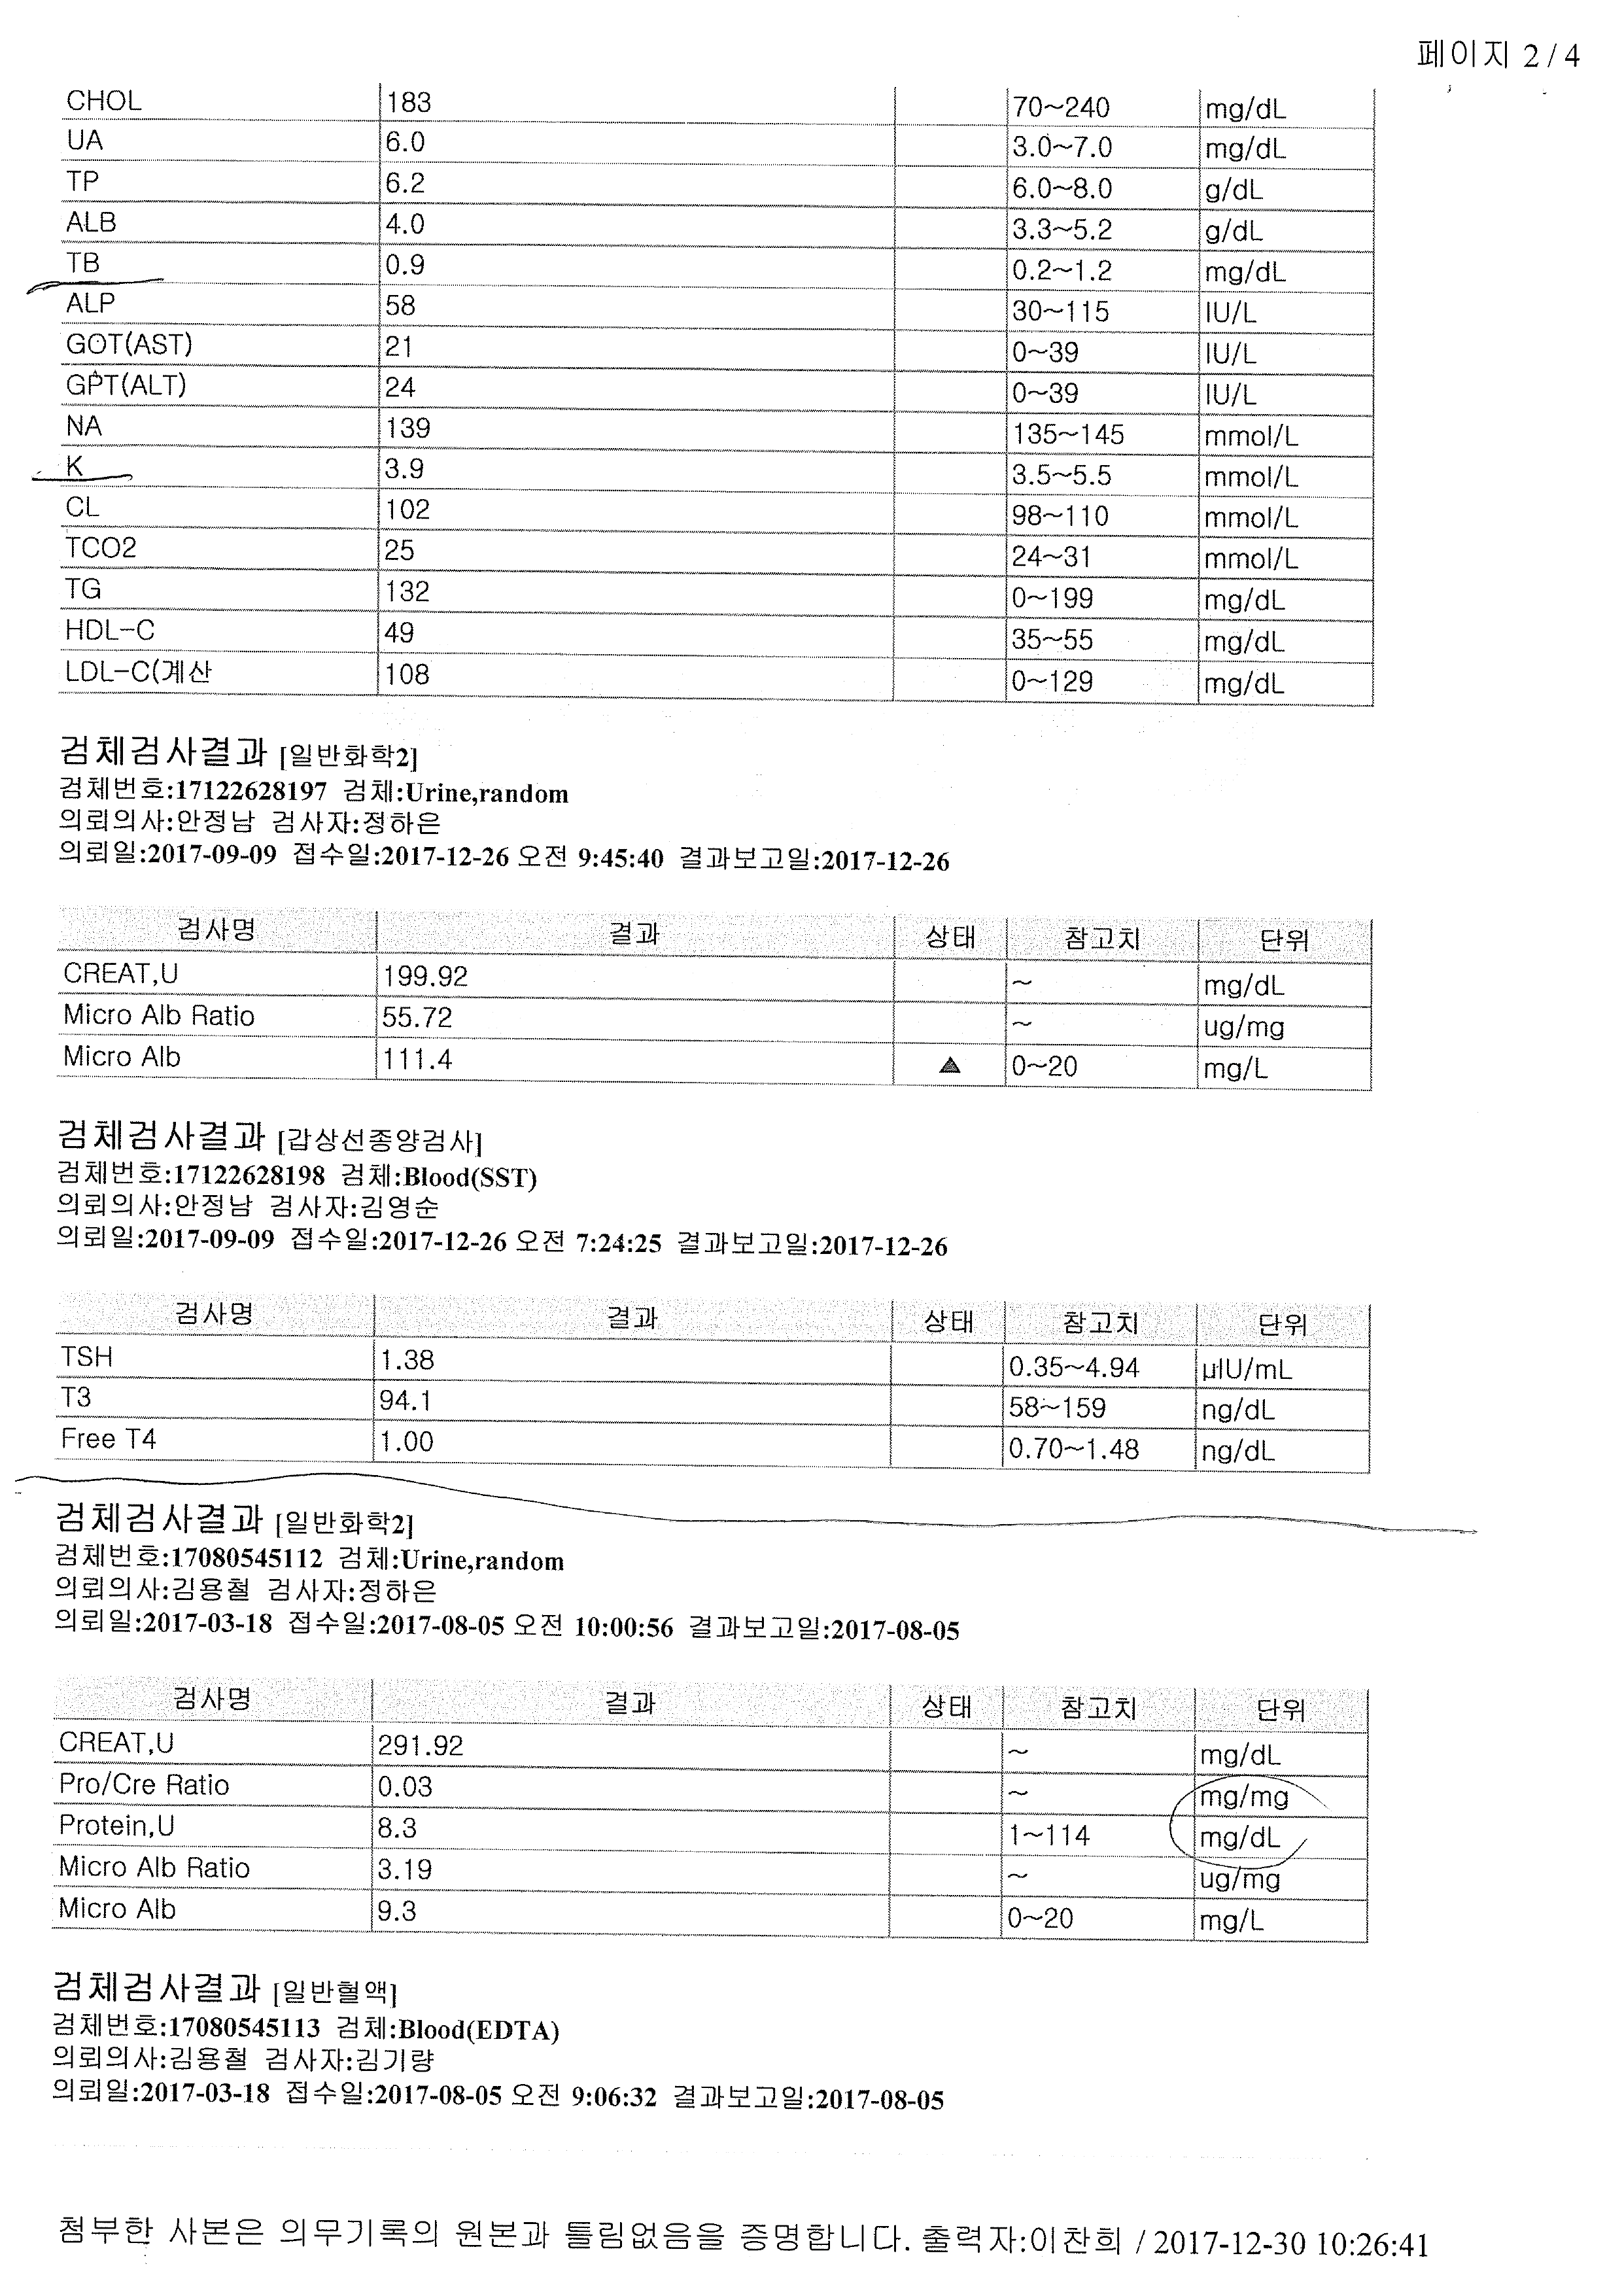 페이지 2 / 4
CHOL 183 70~240 mg/dL
UA 6.0 3.0~7.0 mg/dL
TP 6.2 6.0~8.0 g/dL
ALB 4.0 3.3~5.2 g/dL
TB 0.9 0.2~1.2 mg/dL
ALP 58 30~115 IU/L
GOT(AST) 21 0~39 IU/L
GPT(ALT) 24 0~39 IU/L
NA 139 135~145 mmol/L
K 3.9 3.5~5.5 mmol/L
CL 102 98~110 mmol/L
TCO2 25 24~31 mmol/L
TG 132 0~199 mg/dL
HDL-C 49 35~55 mg/dL
LDL-C(계산 108 0~129 mg/dL
검체검사결과 [일반화학2]
검체번호:17122628197 검체:Urine,random
의뢰의사:안정남 검사자:정하은
의뢰일:2017-09-09 접수일:2017-12-26 오전 9:45:40 결과보고일:2017-12-26
검사명 결과 상태 참고치 단위
CREAT,U 199.92 ~ mg/dL
Micro Alb Ratio 55.72 ~ ug/mg
Micro Alb 111.4 ▲ 0~20 mg/L
검체검사결과 [갑상선종양검사]
검체번호:17122628198 검체:Blood(SST)
의뢰의사:안정남 검사자:김영순
의뢰일:2017-09-09 접수일:2017-12-26 오전 7:24:25 결과보고일:2017-12-26
검사명 결과 상태 참고치 단위
TSH 1.38 0.35~4.94 µIU/mL
T3 94.1 58~159 ng/dL
Free T4 1.00 0.70~1.48 ng/dL
검체검사결과 [일반화학2]
검체번호:17080545112 검체:Urine,random
의뢰의사:김용철 검사자:정하은
의뢰일:2017-03-18 접수일:2017-08-05 오전 10:00:56 결과보고일:2017-08-05
검사명 결과 상태 참고치 단위
CREAT,U 291.92 ~ mg/dL
Pro/Cre Ratio 0.03 ~ mg/mg
Protein,U 8.3 1~114 mg/dL
Micro Alb Ratio 3.19 ~ ug/mg
Micro Alb 9.3 0~20 mg/L
검체검사결과 [일반혈액]
검체번호:17080545113 검체:Blood(EDTA)
의뢰의사:김용철 검사자:김기량
의뢰일:2017-03-18 접수일:2017-08-05 오전 9:06:32 결과보고일:2017-08-05
첨부한 사본은 의무기록의 원본과 틀림없음을 증명합니다. 출력자:이찬희 / 2017-12-30 10:26:41